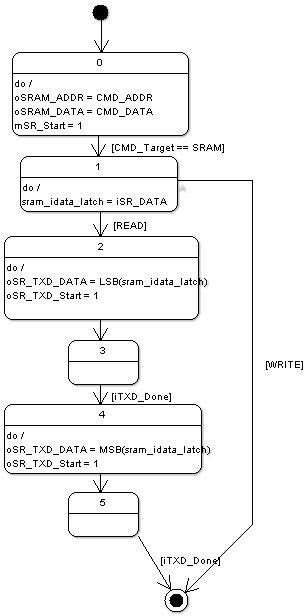 0
do /
oSRAM_ADDR = CMD_ADDR
oSRAM_DATA = CMD_DATA
mSR_Start = 1
[CMD_Target == SRAM]
1
do /
sram_idata_latch = iSR_DATA
[READ]
2
do /
oSR_TXD_DATA = LSB(sram_idata_latch)
oSR_TXD_Start = 1
3
[WRITE]
[iTXD_Done]
4
do /
oSR_TXD_DATA = MSB(sram_idata_latch)
oSR_TXD_Start = 1
5
[iTXD_Done]